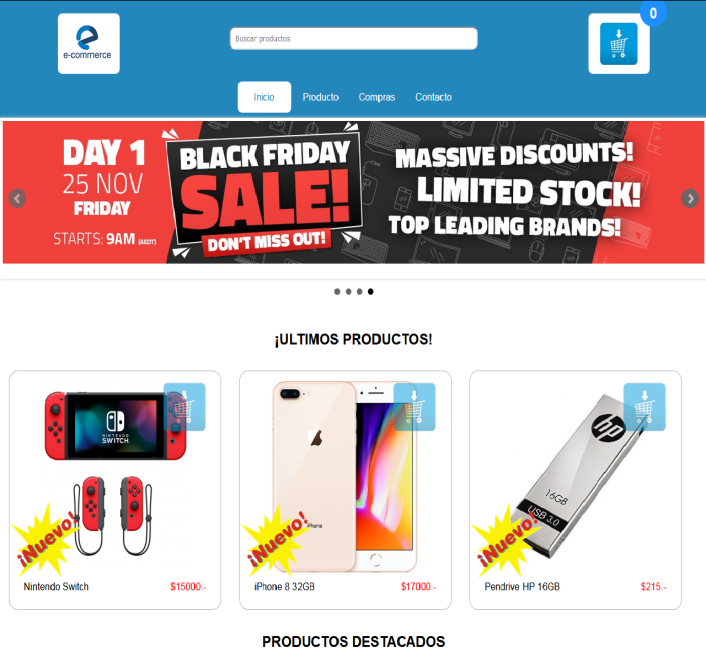 e-commerce
Buscar productos
0
Inicio Producto Compras Contacto
DAY 1
25 NOV
FRIDAY
STARTS: 9AM (AEDT)
BLACK FRIDAY
SALE!
DON'T MISS OUT!
MASSIVE DISCOUNTS!
LIMITED STOCK!
TOP LEADING BRANDS!
¡ULTIMOS PRODUCTOS!
NINTENDO
SWITCH
¡Nuevo!
Nintendo Switch $15000.-
iPhone
¡Nuevo!
iPhone 8 32GB $17000.-
hp
16GB
USB 3.0
¡Nuevo!
Pendrive HP 16GB $215.-
PRODUCTOS DESTACADOS